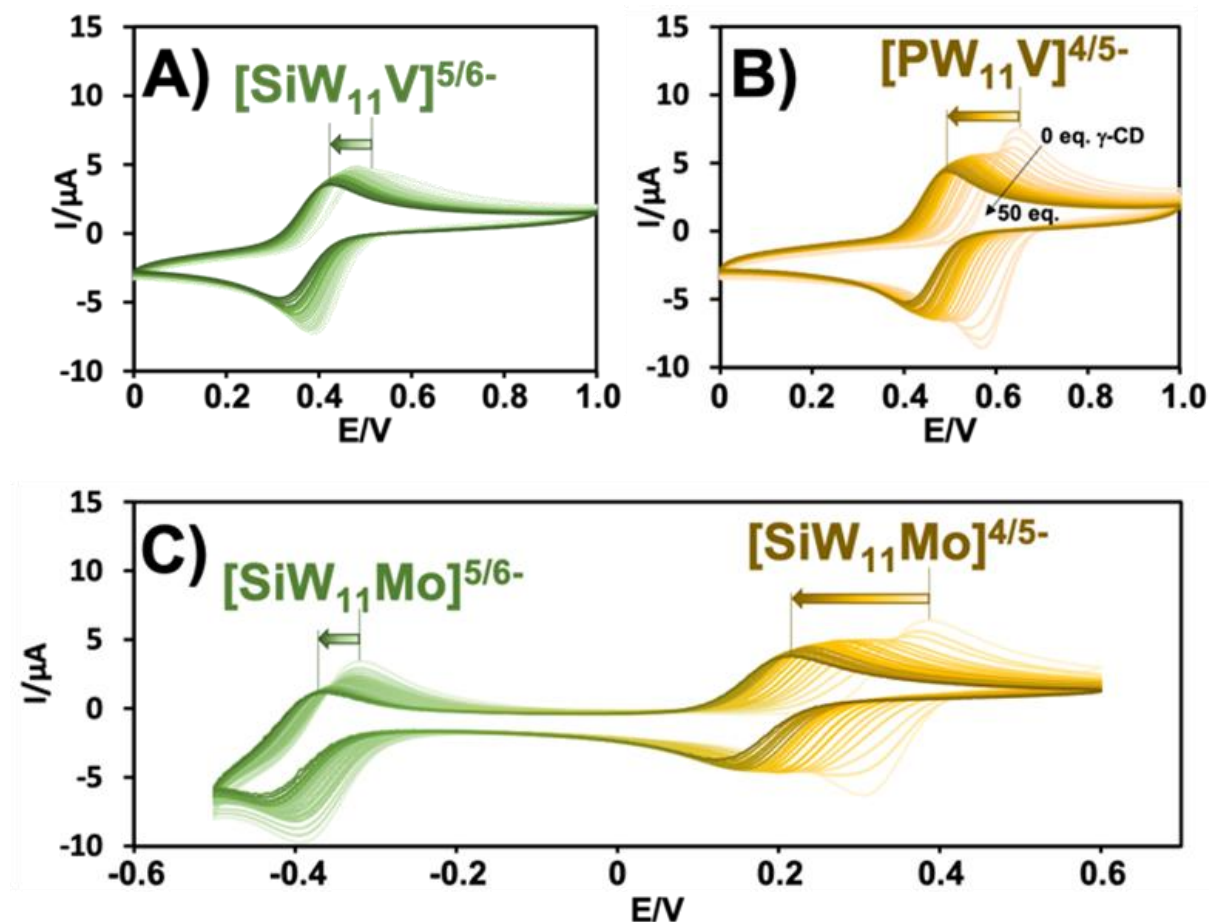 A)
[SiW₁₁V]⁵/⁶⁻
I/µA
15
10
5
0
-5
-10
0 0.2 0.4 0.6 0.8 1.0
E/V
B)
[PW₁₁V]⁴/⁵⁻
0 eq. γ-CD
50 eq.
I/µA
15
10
5
0
-5
-10
0 0.2 0.4 0.6 0.8 1.0
E/V
C)
[SiW₁₁Mo]⁵/⁶⁻
[SiW₁₁Mo]⁴/⁵⁻
I/µA
15
10
5
0
-5
-10
-0.6 -0.4 -0.2 0 0.2 0.4 0.6
E/V